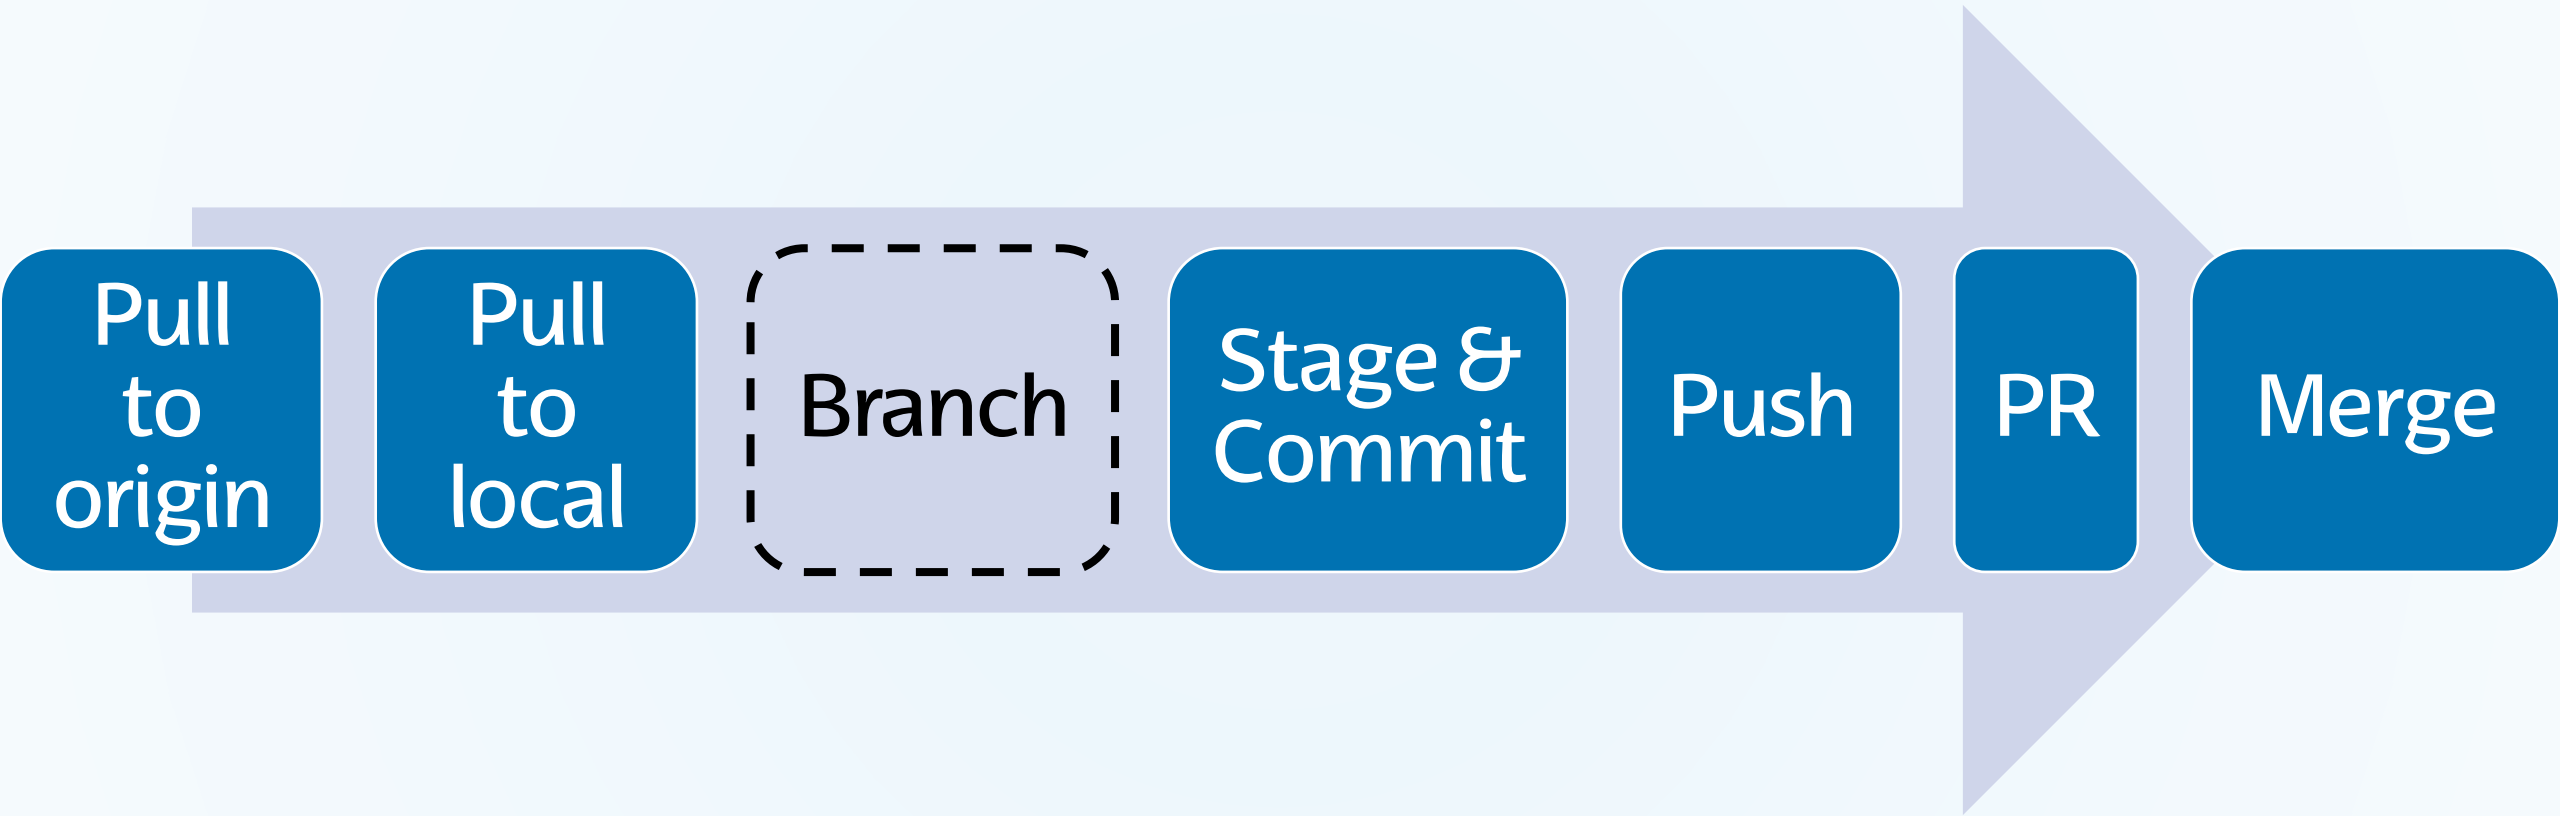 Pull
to
origin
Pull
to
local
Branch
Stage &
Commit
Push
PR
Merge